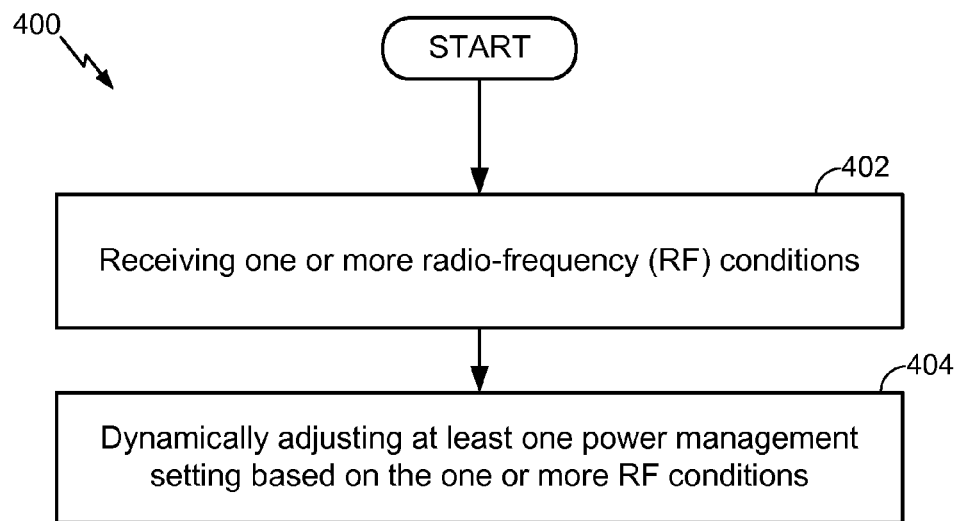 400
START
402
Receiving one or more radio-frequency (RF) conditions
404
Dynamically adjusting at least one power management
setting based on the one or more RF conditions